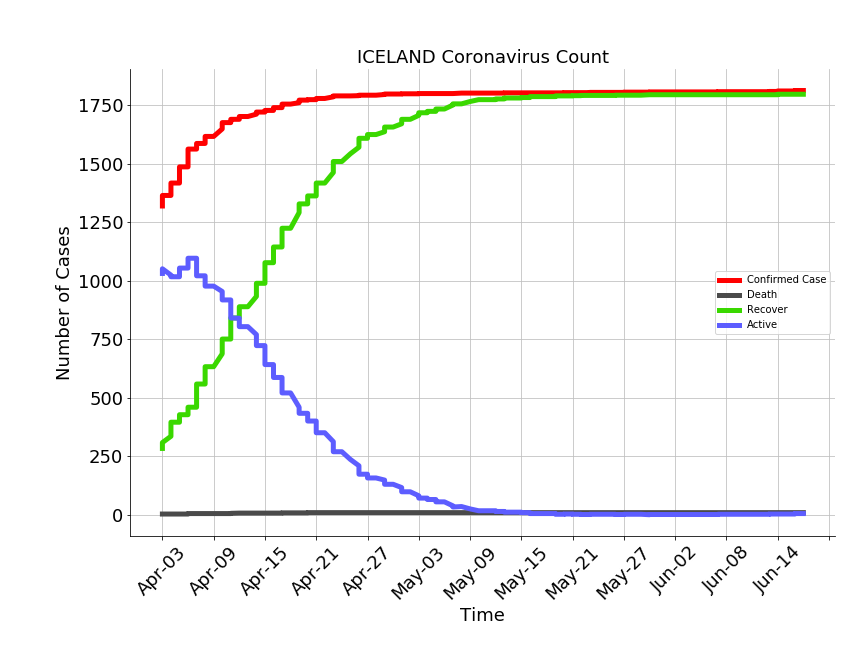 ICELAND Coronavirus Count
1750
1500
1250
1000
750
500
250
0
Number of Cases
Confirmed Case
Death
Recover
Active
Apr-03
Apr-09
Apr-15
Apr-21
Apr-27
May-03
May-09
May-15
May-21
May-27
Jun-02
Jun-08
Jun-14
Time